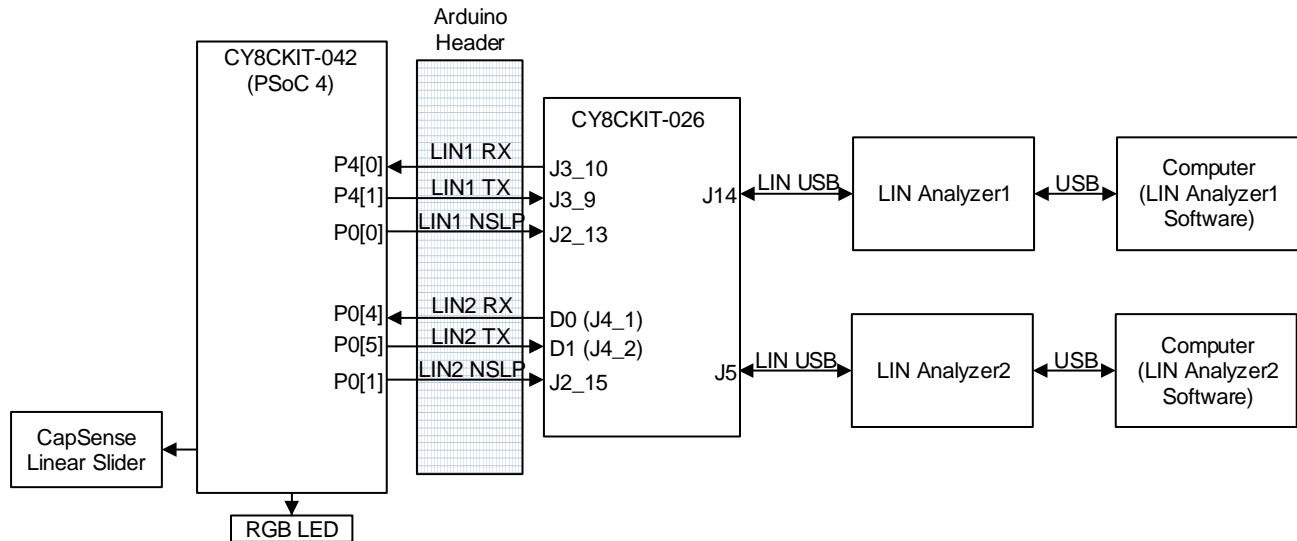 Arduino
Header
CY8CKIT-042
(PSoC 4)
CY8CKIT-026
P4[0]
LIN1 RX
J3_10
P4[1]
LIN1 TX
J3_9
P0[0]
LIN1 NSLP
J2_13
J14
LIN USB
LIN Analyzer1
USB
Computer
(LIN Analyzer1
Software)
P0[4]
LIN2 RX
D0 (J4_1)
P0[5]
LIN2 TX
D1 (J4_2)
P0[1]
LIN2 NSLP
J2_15
J5
LIN USB
LIN Analyzer2
USB
Computer
(LIN Analyzer2
Software)
CapSense
Linear Slider
RGB LED